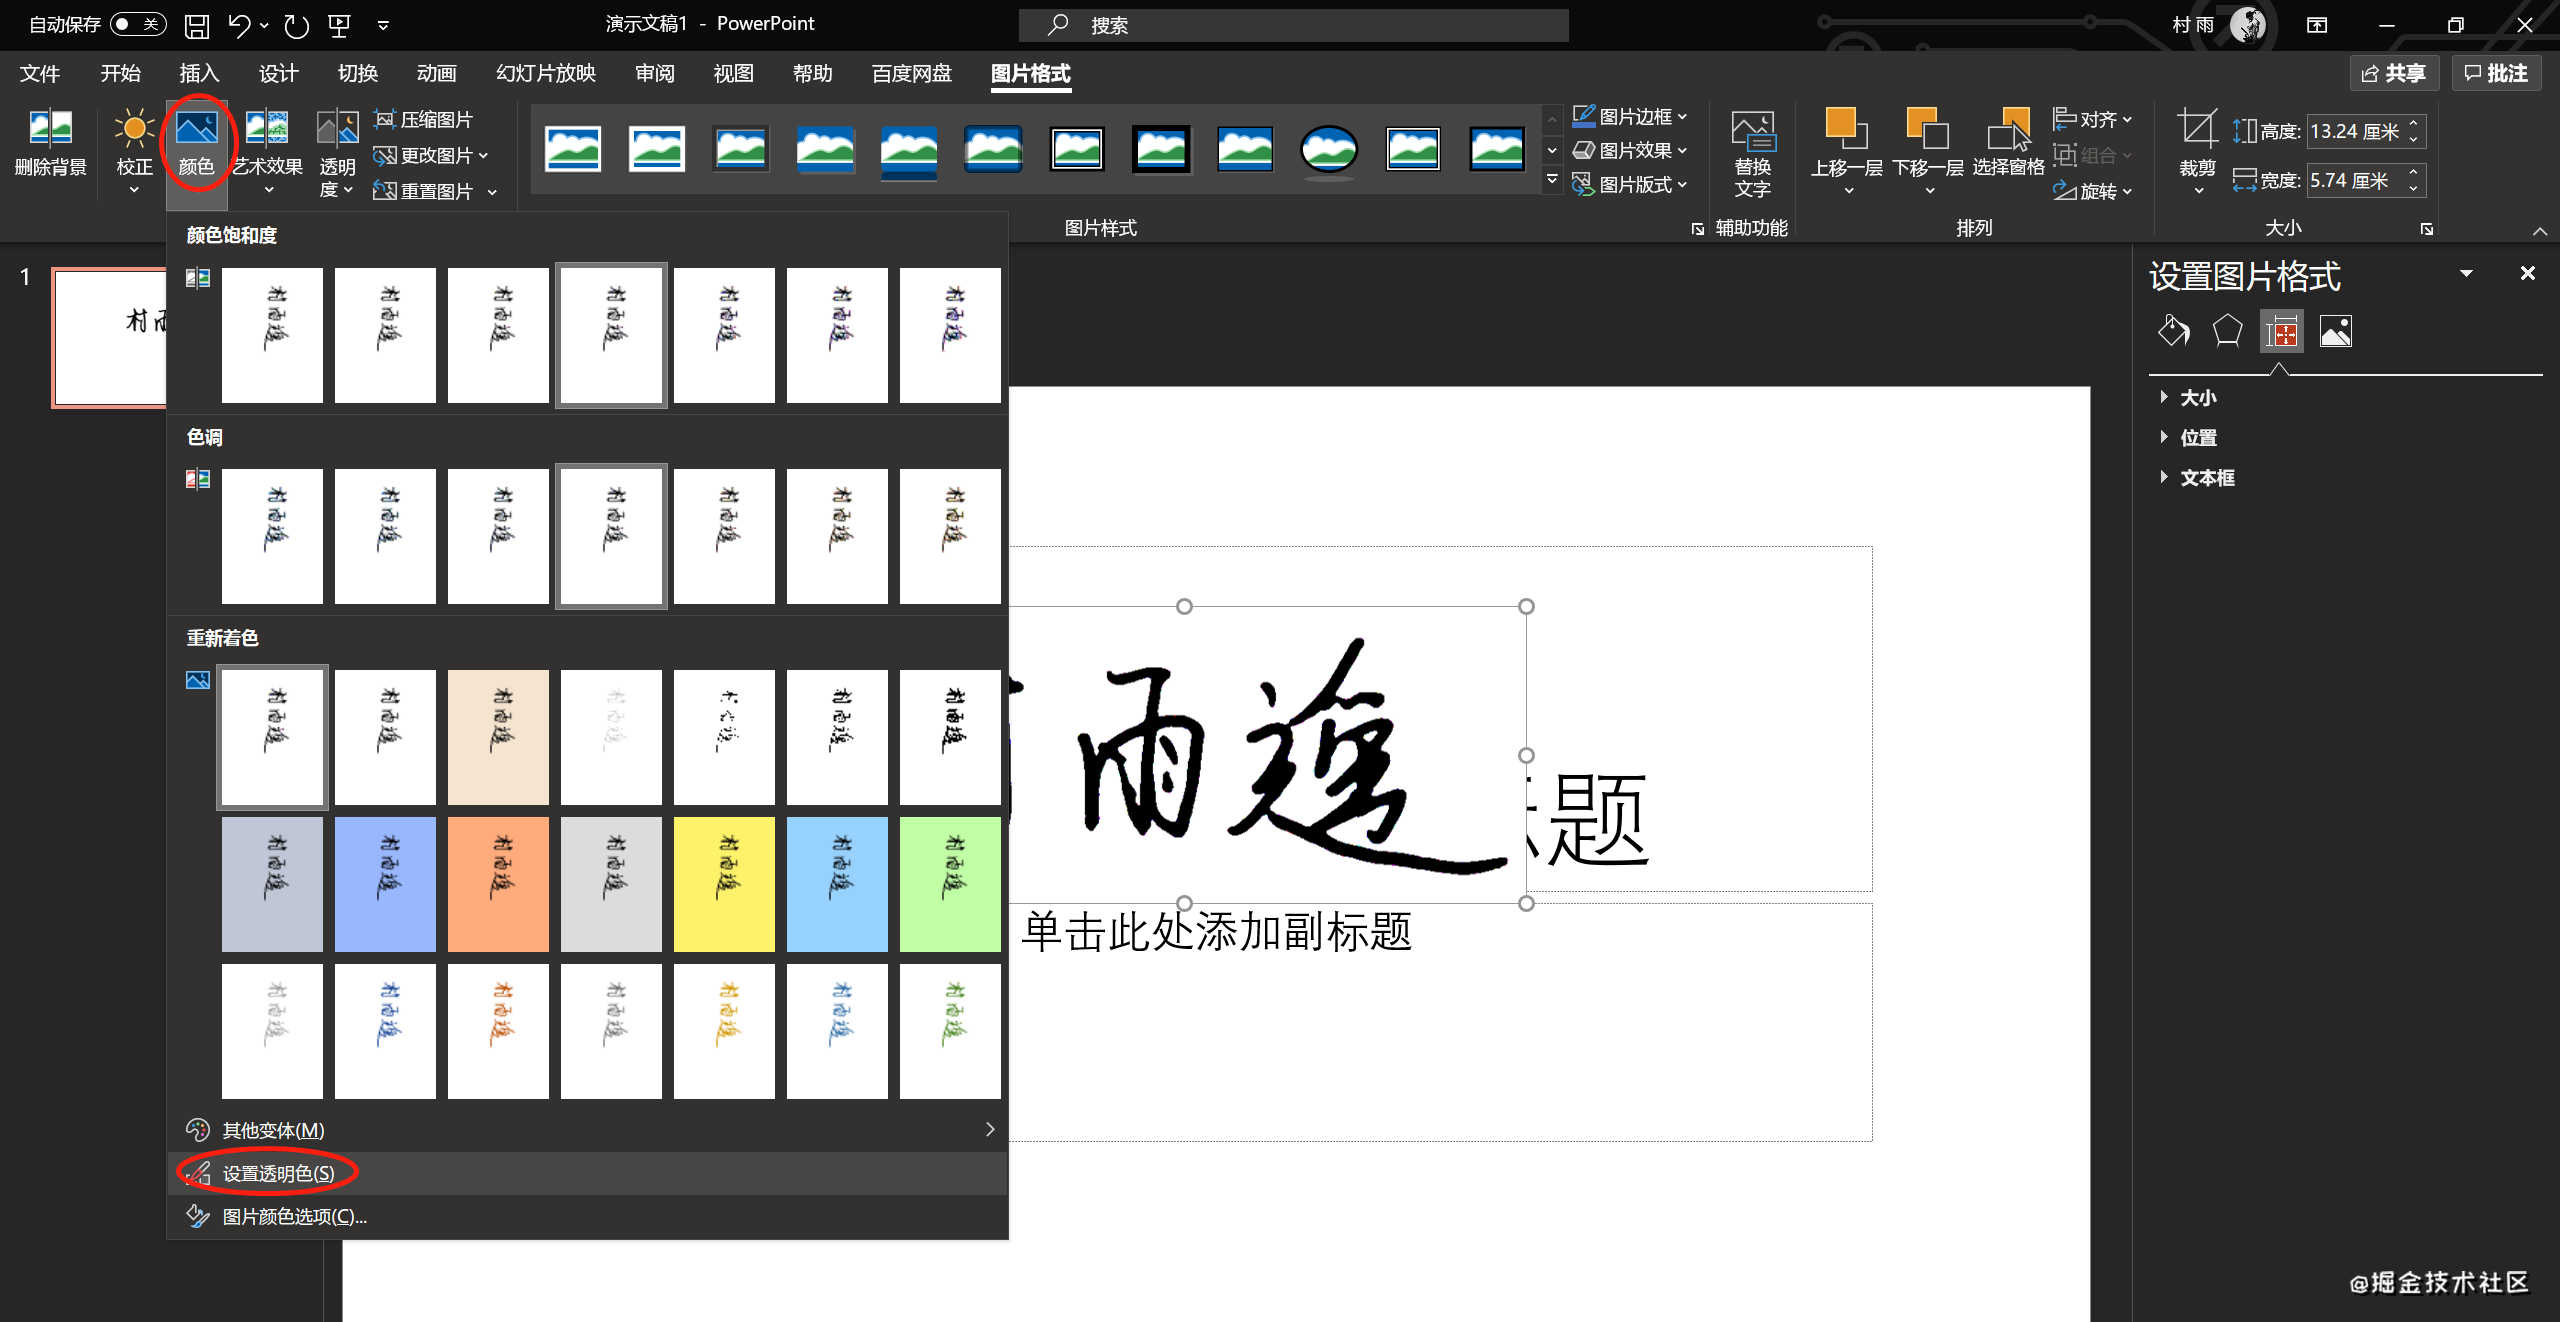 自动保存 关 演示文稿1 - PowerPoint 搜索 村 雨
文件 开始 插入 设计 切换 动画 幻灯片放映 审阅 视图 帮助 百度网盘 图片格式 共享 批注
删除背景 校正 颜色 艺术效果 透明度
压缩图片
更改图片
重置图片
图片边框
图片效果
图片版式
替换文字
上移一层 下移一层 选择窗格
对齐
组合
旋转
裁剪
高度: 13.24 厘米
宽度: 5.74 厘米
图片样式 辅助功能 排列 大小
颜色饱和度
色调
重新着色
其他变体(M)
设置透明色(S)
图片颜色选项(C)...
1
村雨
雨
题
单击此处添加副标题
设置图片格式
大小
位置
文本框
@掘金技术社区